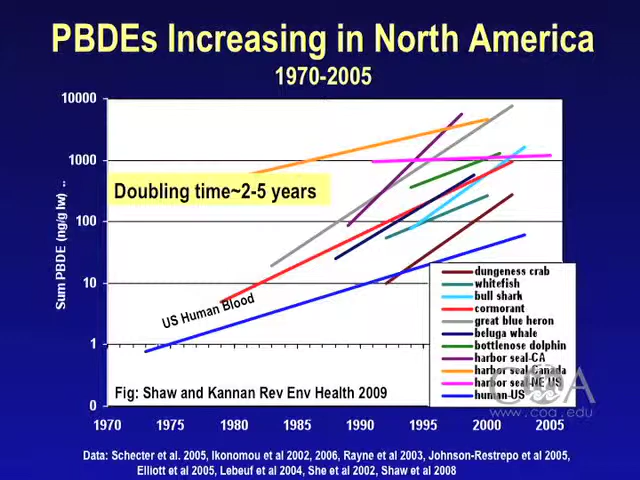 PBDEs Increasing in North America
1970-2005
10000
1000
100
10
1
0
Sum PBDE (ng/g lw) ..
Doubling time~2-5 years
US Human Blood
Fig: Shaw and Kannan Rev Env Health 2009
dungeness crab
whitefish
bull shark
cormorant
great blue heron
beluga whale
bottlenose dolphin
harbor seal-CA
harbor seal-Canada
harbor seal-NE US
human-US
COA
www.coa.edu
1970 1975 1980 1985 1990 1995 2000 2005
Data: Schecter et al. 2005, Ikonomou et al 2002, 2006, Rayne et al 2003, Johnson-Restrepo et al 2005,
Elliott et al 2005, Lebeuf et al 2004, She et al 2002, Shaw et al 2008